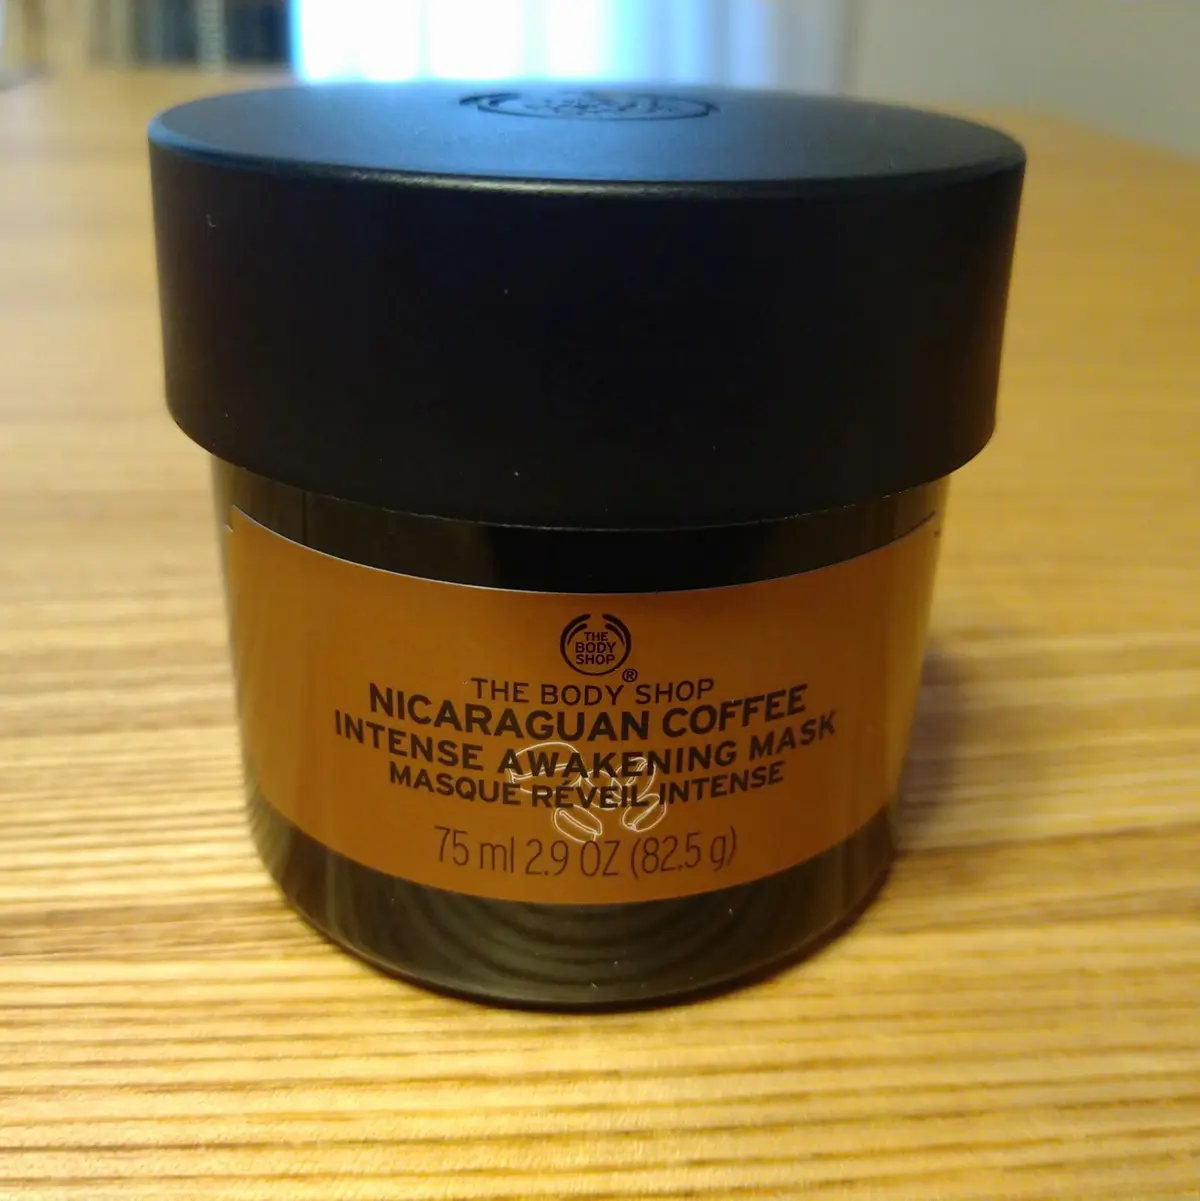 THE
BODY
SHOP
®
THE BODY SHOP
NICARAGUAN COFFEE
INTENSE AWAKENING MASK
MASQUE RÉVEIL INTENSE
75 ml 2.9 OZ (82.5 g)